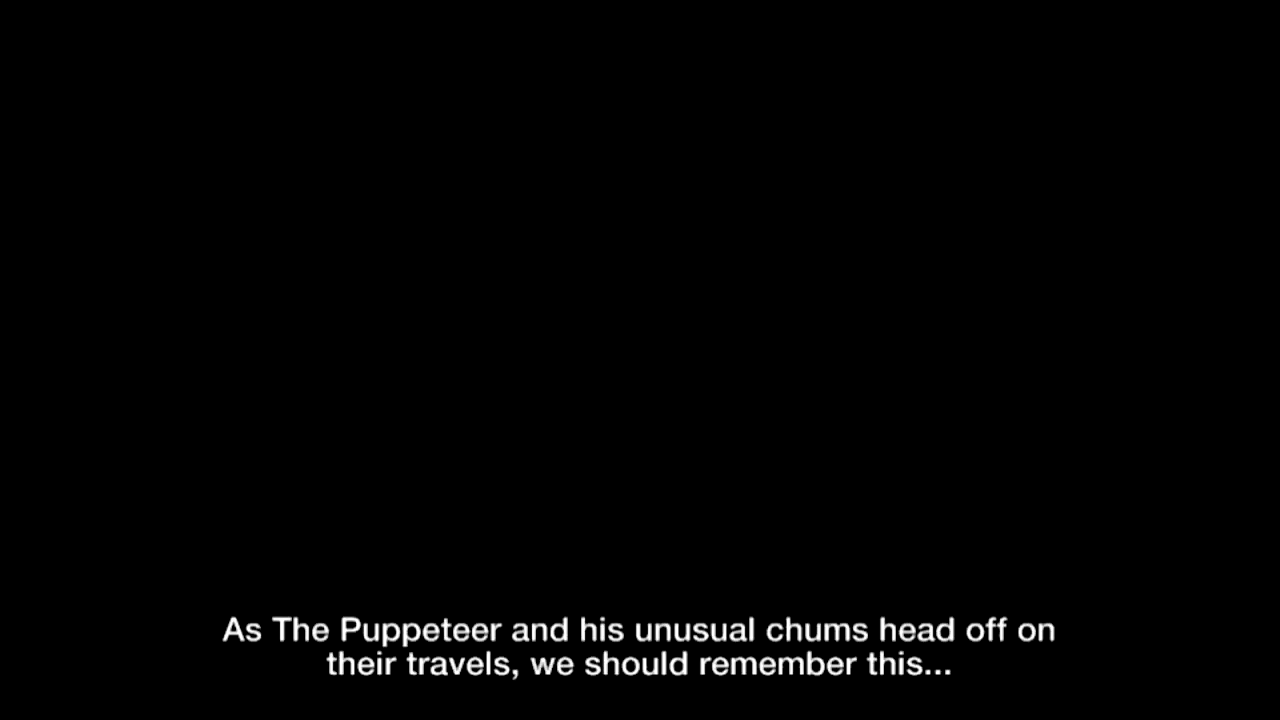 As The Puppeteer and his unusual chums head off on
their travels, we should remember this...